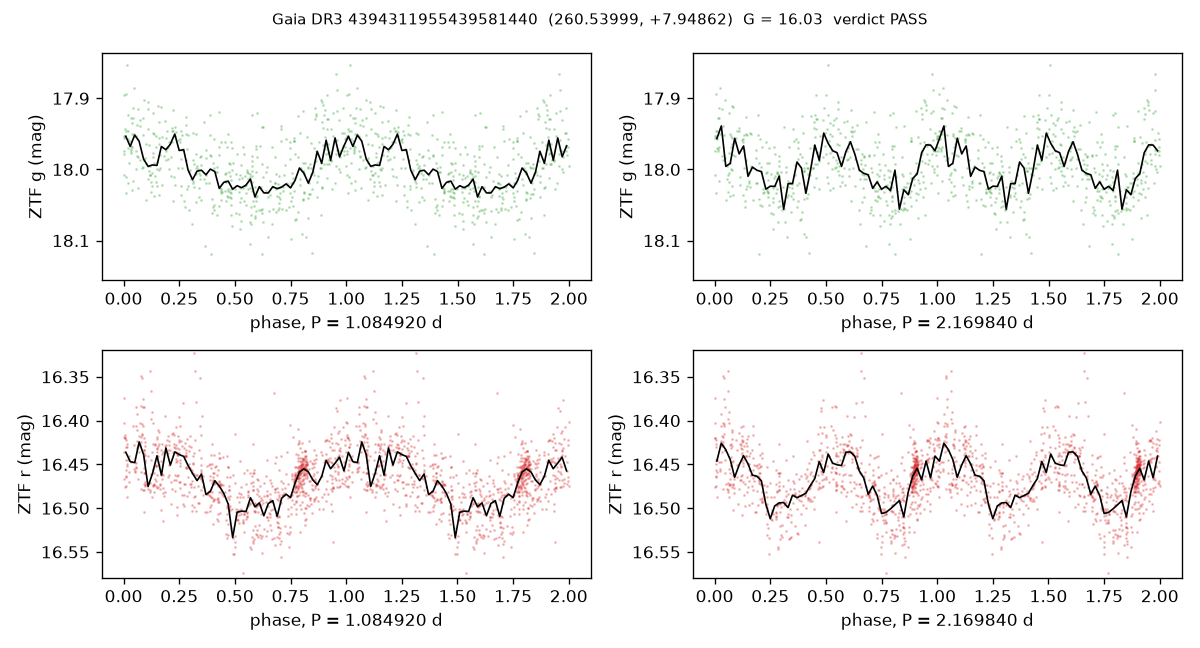 Gaia DR3 4394311955439581440  (260.53999, +7.94862)  G = 16.03  verdict PASS
ZTF g (mag)
17.9
18.0
18.1
0.00 0.25 0.50 0.75 1.00 1.25 1.50 1.75 2.00
phase, P = 1.084920 d
ZTF g (mag)
17.9
18.0
18.1
0.00 0.25 0.50 0.75 1.00 1.25 1.50 1.75 2.00
phase, P = 2.169840 d
ZTF r (mag)
16.35
16.40
16.45
16.50
16.55
0.00 0.25 0.50 0.75 1.00 1.25 1.50 1.75 2.00
phase, P = 1.084920 d
ZTF r (mag)
16.35
16.40
16.45
16.50
16.55
0.00 0.25 0.50 0.75 1.00 1.25 1.50 1.75 2.00
phase, P = 2.169840 d